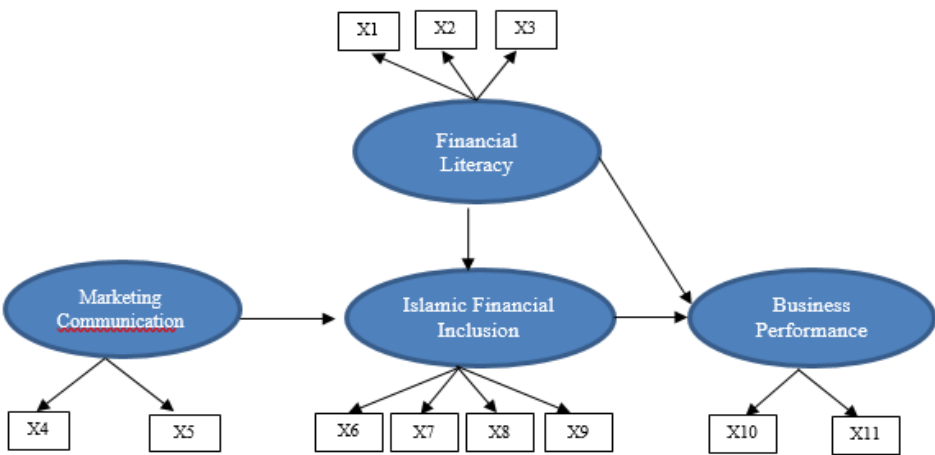 X1
X2
X3
Financial
Literacy
Marketing
Communication
Islamic Financial
Inclusion
Business
Performance
X4
X5
X6
X7
X8
X9
X10
X11